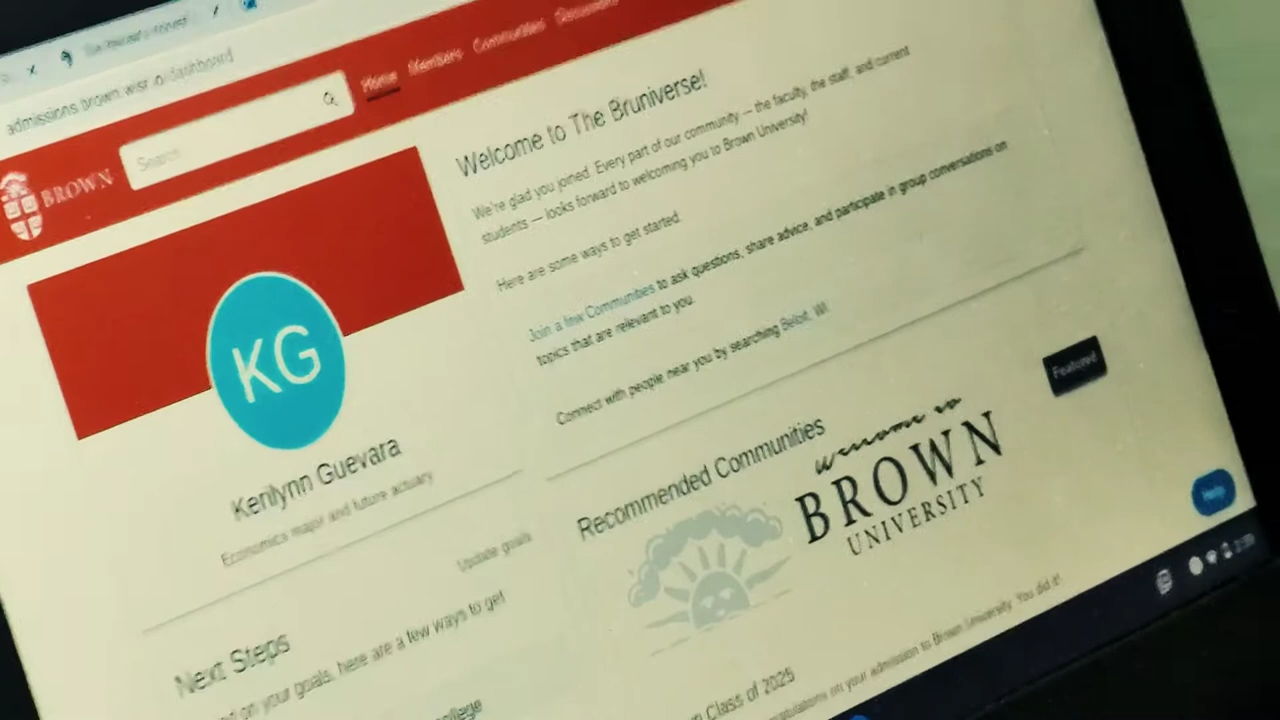 admissions.brown.wisr.io/dashboard
BROWN
Search
Home Members Communities Discussions
KG
Kerilynn Guevara
Economics major and future actuary
Update goals
Next Steps
on your goals, here are a few ways to get
college
Welcome to The Bruniverse!
We're glad you joined. Every part of our community — the faculty, the staff, and current
students — looks forward to welcoming you to Brown University!
Here are some ways to get started:
Join a few Communities to ask questions, share advice, and participate in group conversations on
topics that are relevant to you.
Connect with people near you by searching Beloit, WI
Recommended Communities
Featured
welcome to
BROWN
UNIVERSITY
Class of 2025
on your admission to Brown University. You did it!
Help